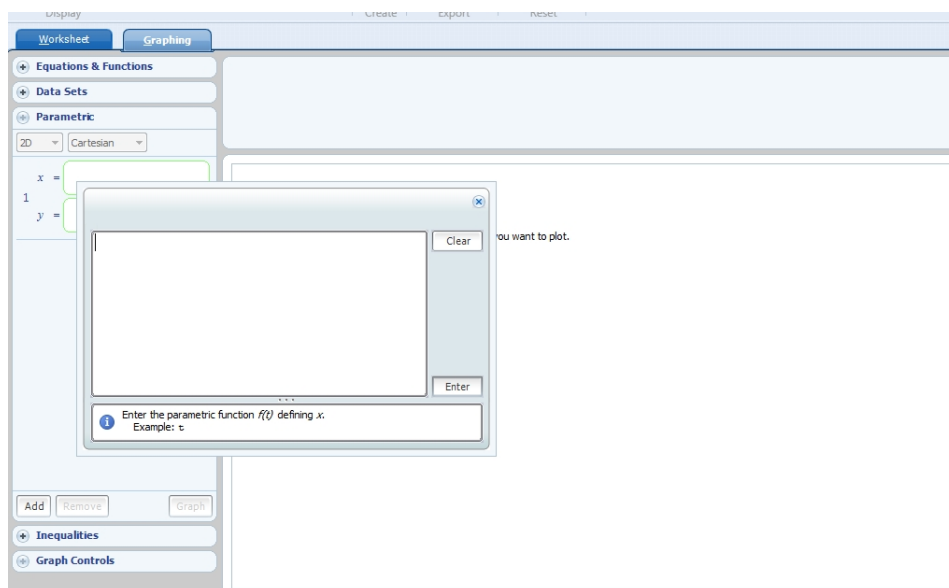 Display Create Export Reset
Worksheet Graphing
Equations & Functions
Data Sets
Parametric
2D Cartesian
x =
1
y =
you want to plot.
Clear
Enter
Enter the parametric function f(t) defining x.
Example: t
Add Remove Graph
Inequalities
Graph Controls